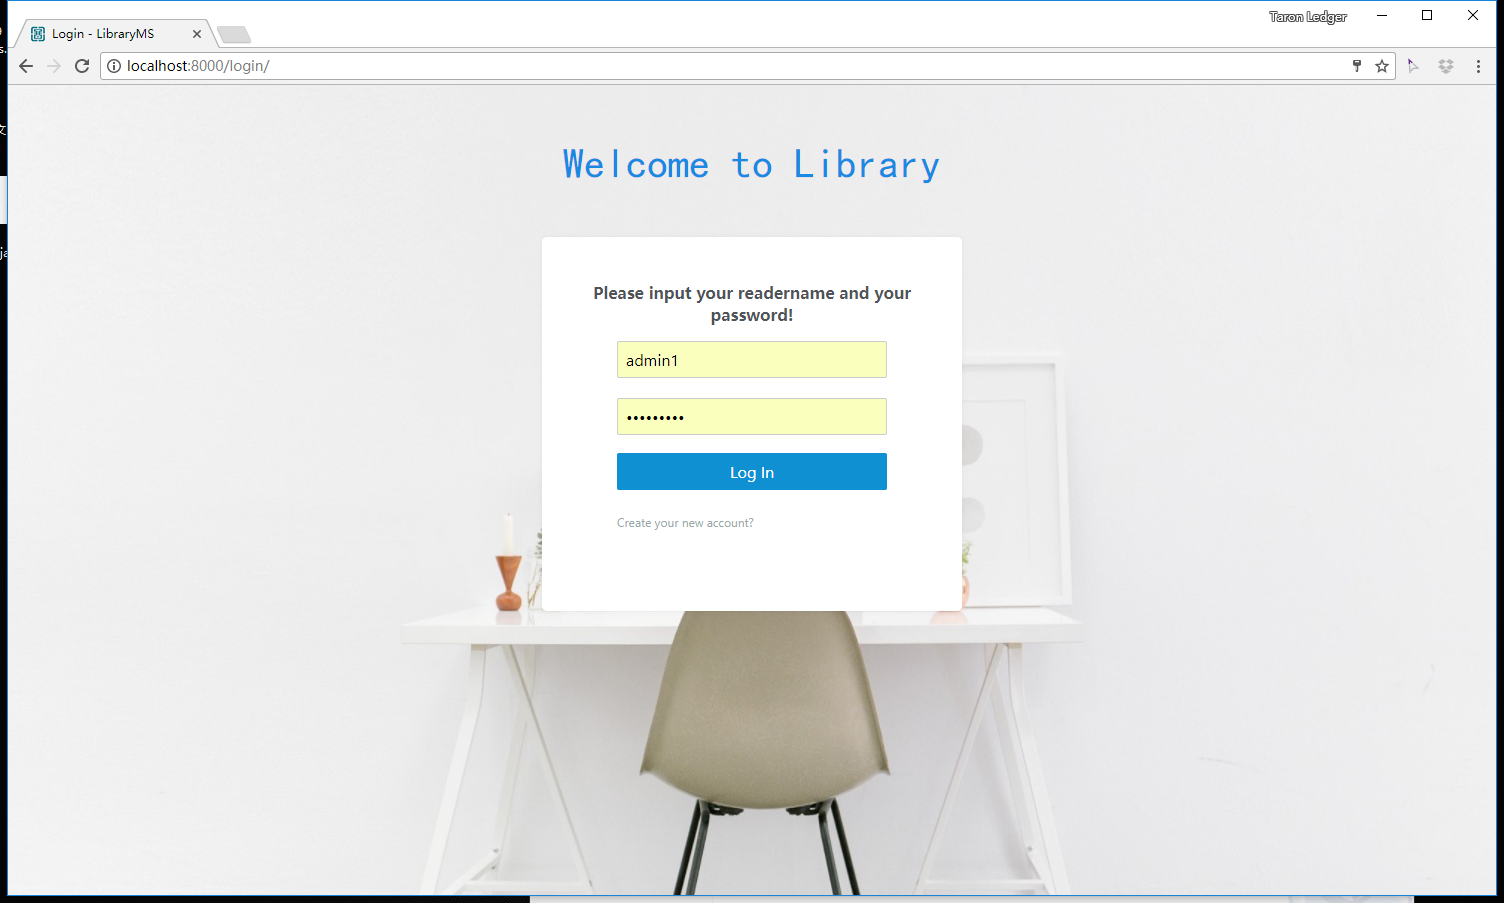 Taron Ledger
Login - LibraryMS
localhost:8000/login/
Welcome to Library
Please input your readername and your
password!
admin1
•••••••••
Log In
Create your new account?